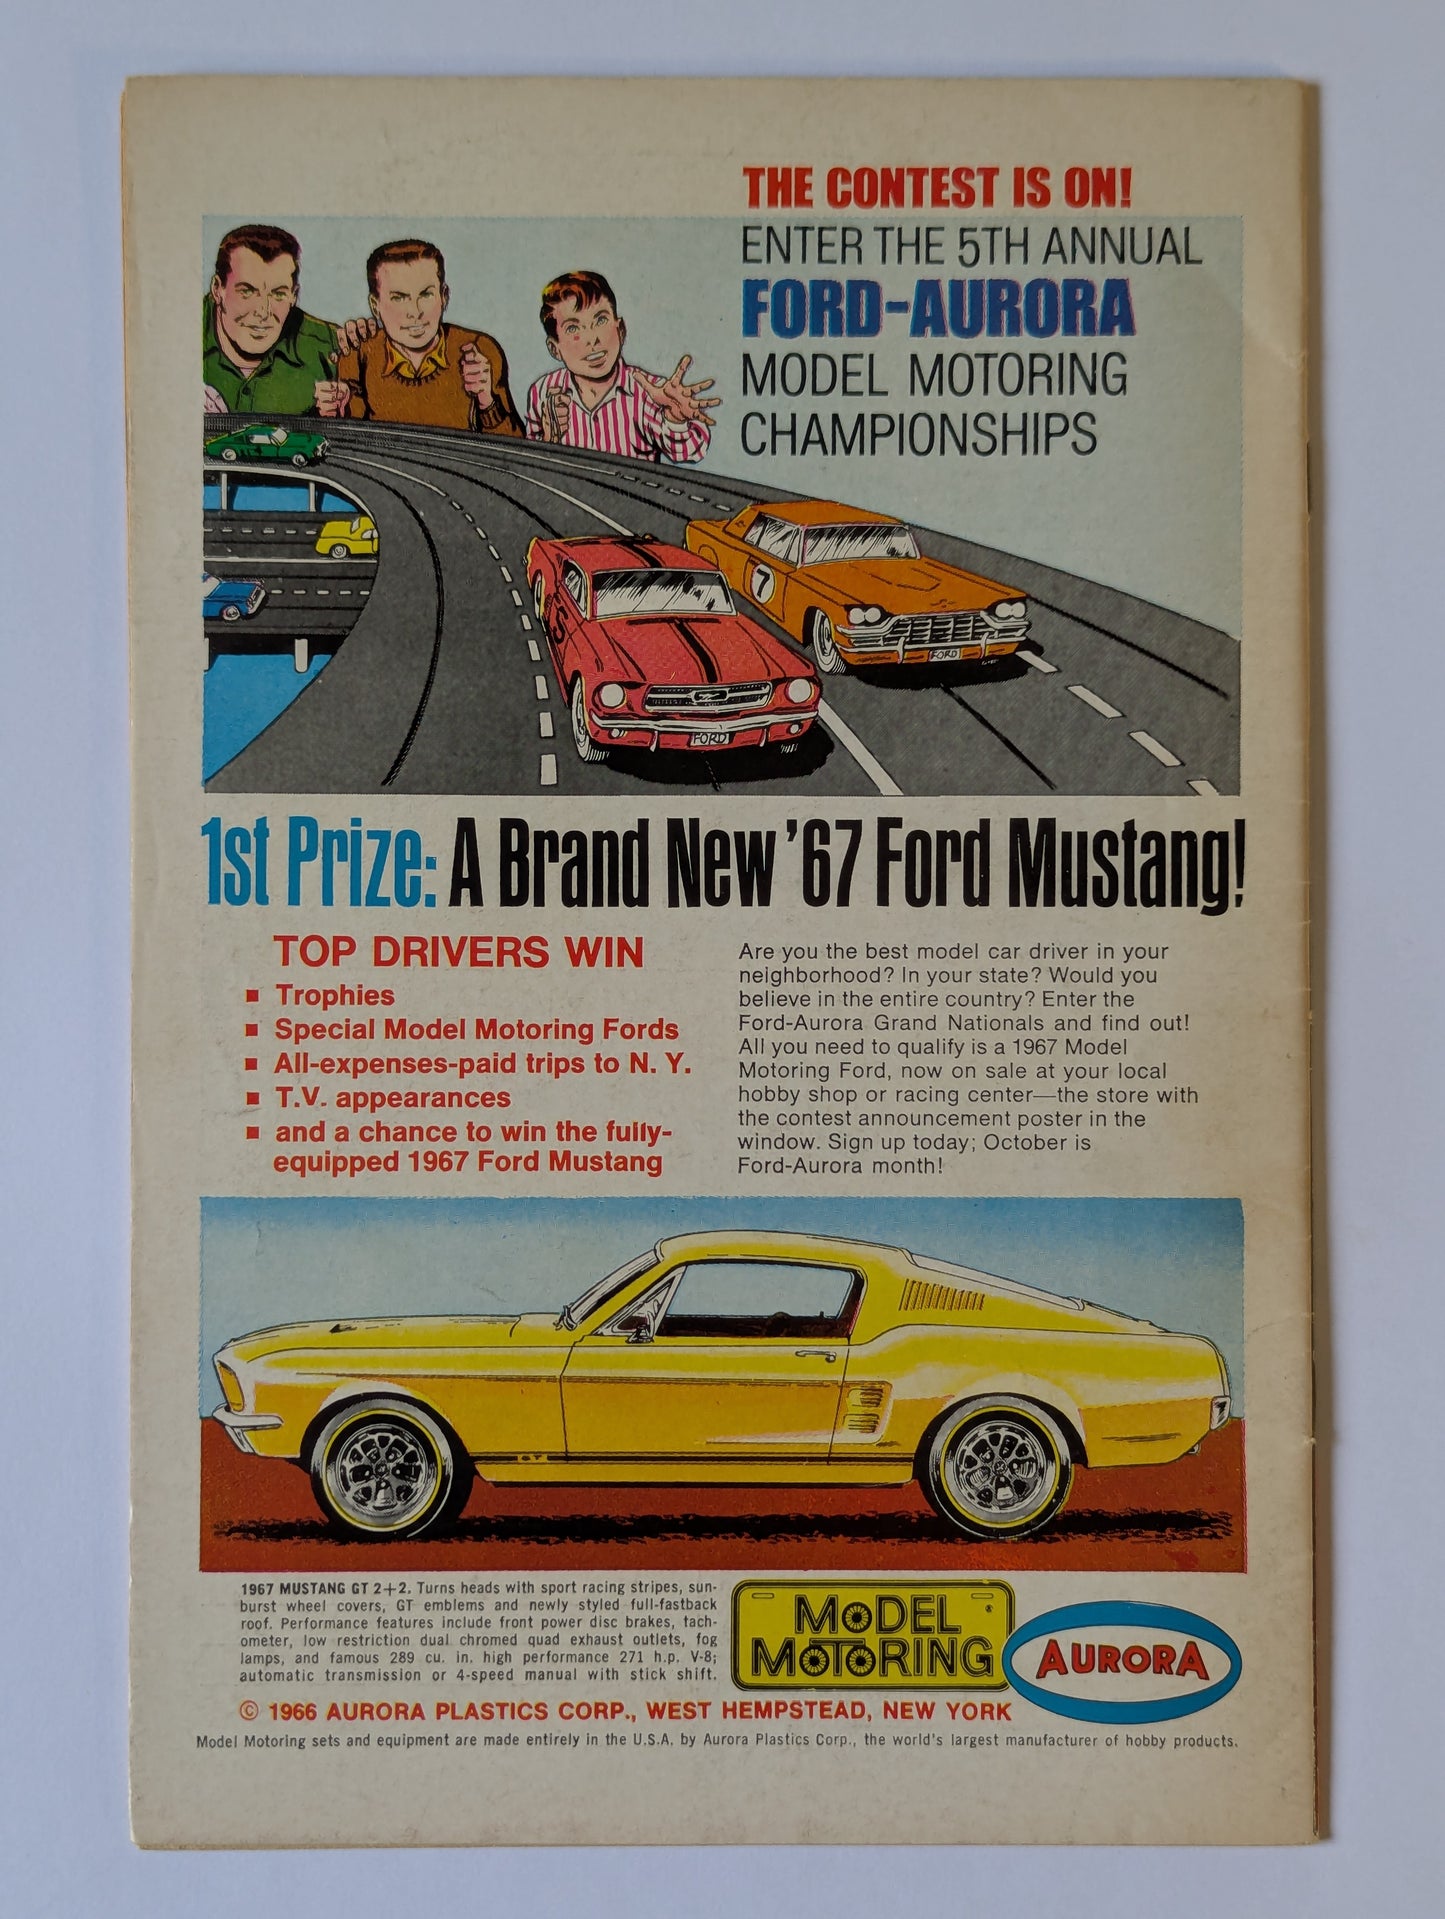 THE CONTEST IS ON!
ENTER THE 5TH ANNUAL
FORD-AURORA
MODEL MOTORING
CHAMPIONSHIPS
7
FORD
FORD
1st Prize: A Brand New '67 Ford Mustang!
TOP DRIVERS WIN
■ Trophies
■ Special Model Motoring Fords
■ All-expenses-paid trips to N. Y.
■ T.V. appearances
■ and a chance to win the fully-
equipped 1967 Ford Mustang
Are you the best model car driver in your
neighborhood? In your state? Would you
believe in the entire country? Enter the
Ford-Aurora Grand Nationals and find out!
All you need to qualify is a 1967 Model
Motoring Ford, now on sale at your local
hobby shop or racing center—the store with
the contest announcement poster in the
window. Sign up today; October is
Ford-Aurora month!
GT
1967 MUSTANG GT 2+2. Turns heads with sport racing stripes, sun-
burst wheel covers, GT emblems and newly styled full-fastback
roof. Performance features include front power disc brakes, tach-
ometer, low restriction dual chromed quad exhaust outlets, fog
lamps, and famous 289 cu. in. high performance 271 h.p. V-8;
automatic transmission or 4-speed manual with stick shift.
MODEL
MOTORING
®
AURORA
© 1966 AURORA PLASTICS CORP., WEST HEMPSTEAD, NEW YORK
Model Motoring sets and equipment are made entirely in the U.S.A. by Aurora Plastics Corp., the world's largest manufacturer of hobby products.